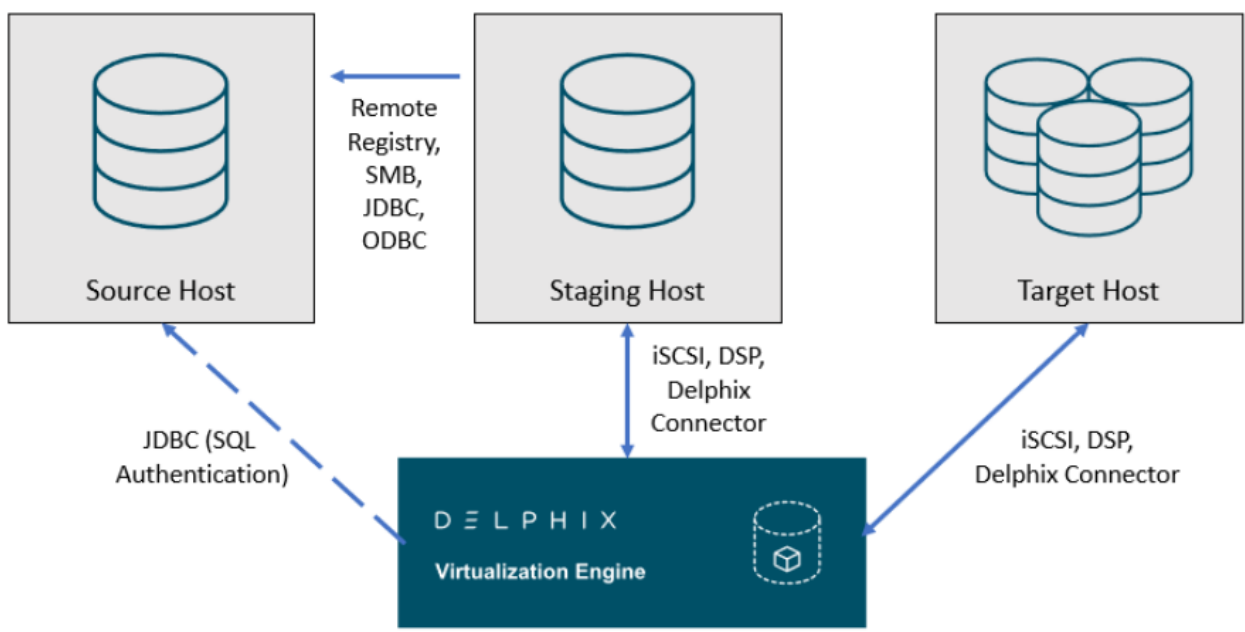 Remote
Registry,
SMB,
JDBC,
ODBC
Source Host
Staging Host
Target Host
iSCSI, DSP,
Delphix
Connector
JDBC (SQL
Authentication)
iSCSI, DSP,
Delphix Connector
DELPHIX
Virtualization Engine